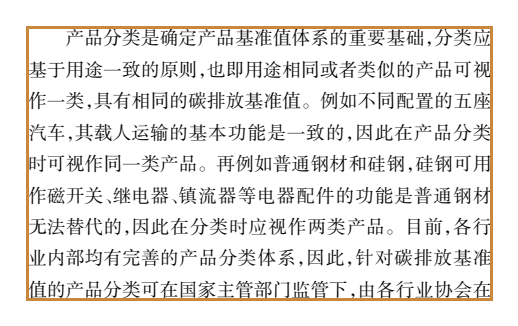 产品分类是确定产品基准值体系的重要基础,分类应
基于用途一致的原则,也即用途相同或者类似的产品可视
作一类,具有相同的碳排放基准值。例如不同配置的五座
汽车,其载人运输的基本功能是一致的,因此在产品分类
时可视作同一类产品。再例如普通钢材和硅钢,硅钢可用
作磁开关、继电器、镇流器等电器配件的功能是普通钢材
无法替代的,因此在分类时应视作两类产品。目前,各行
业内部均有完善的产品分类体系,因此,针对碳排放基准
值的产品分类可在国家主管部门监管下,由各行业协会在